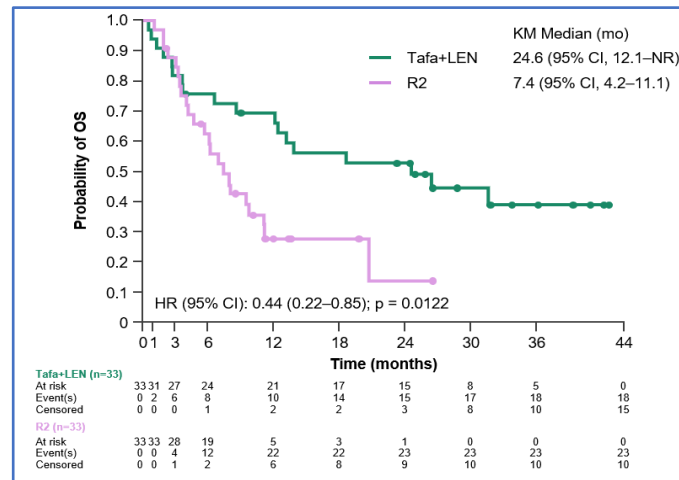 KM Median (mo)
Tafa+LEN 24.6 (95% CI, 12.1–NR)
R2 7.4 (95% CI, 4.2–11.1)
Probability of OS
1.0
0.9
0.8
0.7
0.6
0.5
0.4
0.3
0.2
0.1
0
HR (95% CI): 0.44 (0.22–0.85); p = 0.0122
0 1 3 6 12 18 24 30 36 44
Time (months)
Tafa+LEN (n=33)
At risk 33 31 27 24 21 17 15 8 5 0
Event(s) 0 2 6 8 10 14 15 17 18 18
Censored 0 0 0 1 2 2 3 8 10 15
R2 (n=33)
At risk 33 33 28 19 5 3 1 0 0 0
Event(s) 0 0 4 12 22 22 23 23 23 23
Censored 0 0 1 2 6 8 9 10 10 10